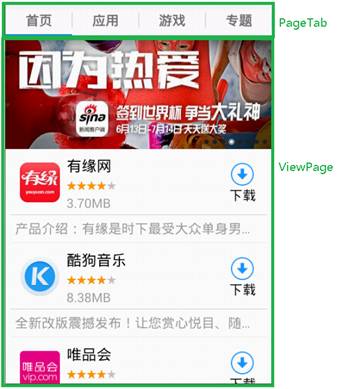 首页 应用 游戏 专题
PageTab
因为热爱
sina
新闻客户端
签到世界杯 争当大礼神
6月13日-7月14日天天送大奖
ViewPage
有缘
youyuan.com
有缘网
3.70MB
下载
产品介绍：有缘是时下最受大众单身男...
K
酷狗音乐
8.38MB
下载
全新改版震撼发布！让您赏心悦目、随...
唯品会
vip.com
唯品会
下载